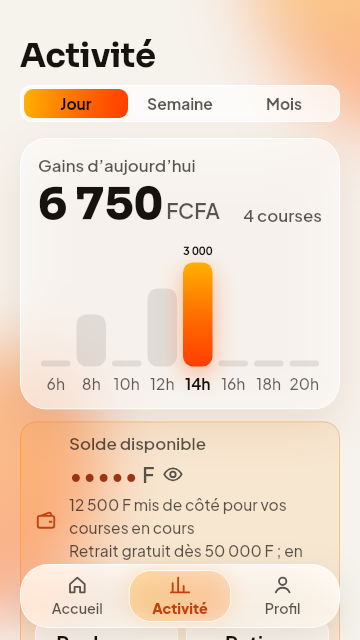 Activité
Jour Semaine Mois
Gains d’aujourd’hui
6 750 FCFA 4 courses
3 000
6h 8h 10h 12h 14h 16h 18h 20h
Solde disponible
●●●●● F
12 500 F mis de côté pour vos
courses en cours
Retrait gratuit dès 50 000 F ; en
Accueil Activité Profil